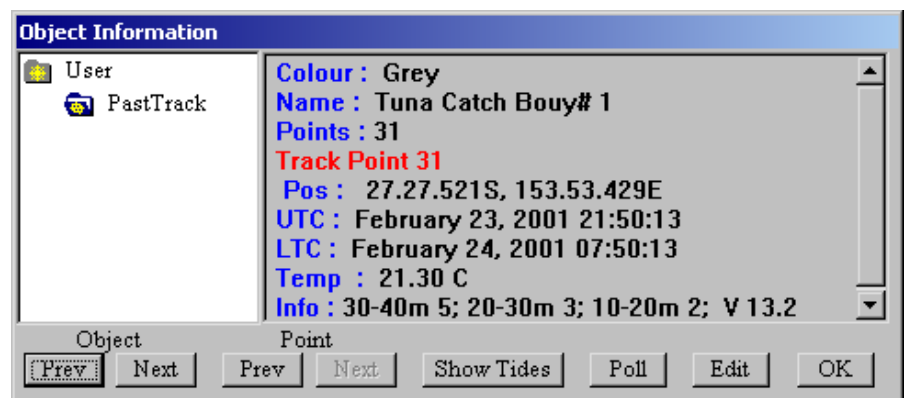 Object Information
User
PastTrack
Colour : Grey
Name : Tuna Catch Bouy# 1
Points : 31
Track Point 31
Pos : 27.27.521S, 153.53.429E
UTC : February 23, 2001 21:50:13
LTC : February 24, 2001 07:50:13
Temp : 21.30 C
Info : 30-40m 5; 20-30m 3; 10-20m 2; V 13.2
Object Point
Prev Next Prev Next Show Tides Poll Edit OK